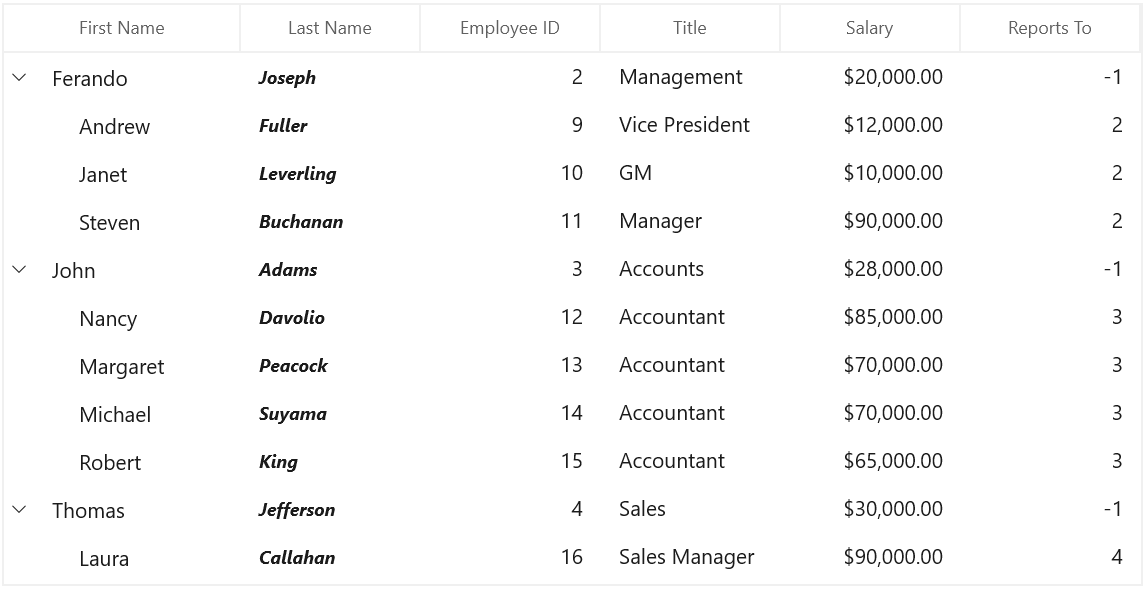 First Name Last Name Employee ID Title Salary Reports To
Ferando Joseph 2 Management $20,000.00 -1
Andrew Fuller 9 Vice President $12,000.00 2
Janet Leverling 10 GM $10,000.00 2
Steven Buchanan 11 Manager $90,000.00 2
John Adams 3 Accounts $28,000.00 -1
Nancy Davolio 12 Accountant $85,000.00 3
Margaret Peacock 13 Accountant $70,000.00 3
Michael Suyama 14 Accountant $70,000.00 3
Robert King 15 Accountant $65,000.00 3
Thomas Jefferson 4 Sales $30,000.00 -1
Laura Callahan 16 Sales Manager $90,000.00 4